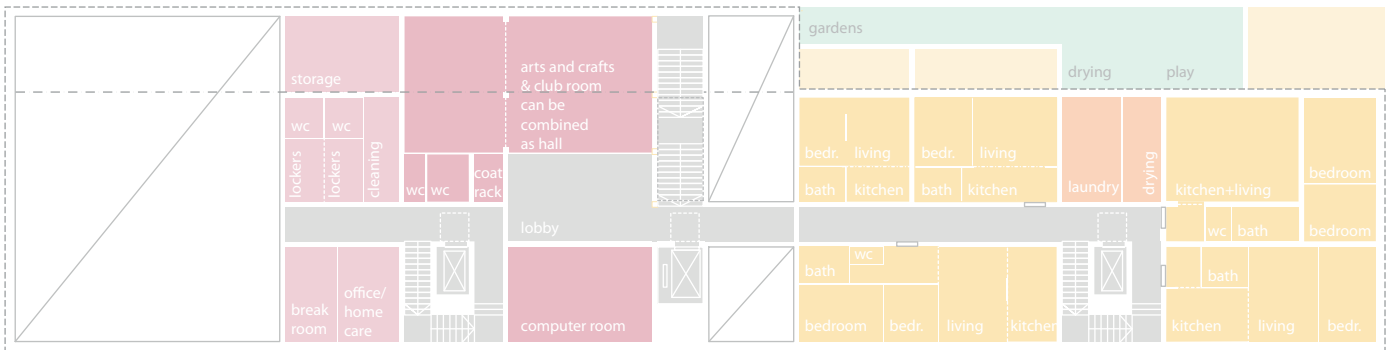 gardens
storage
arts and crafts
& club room
can be
combined
as hall
drying
play
wc
wc
lockers
lockers
cleaning
wc
wc
coat
rack
lobby
bedr.
living
bedr.
living
bath
kitchen
bath
kitchen
laundry
drying
kitchen+living
bedroom
bedroom
wc
bath
break
room
office/
home
care
computer room
bath
wc
bedroom
bedr.
living
kitchen
bath
kitchen
living
bedr.